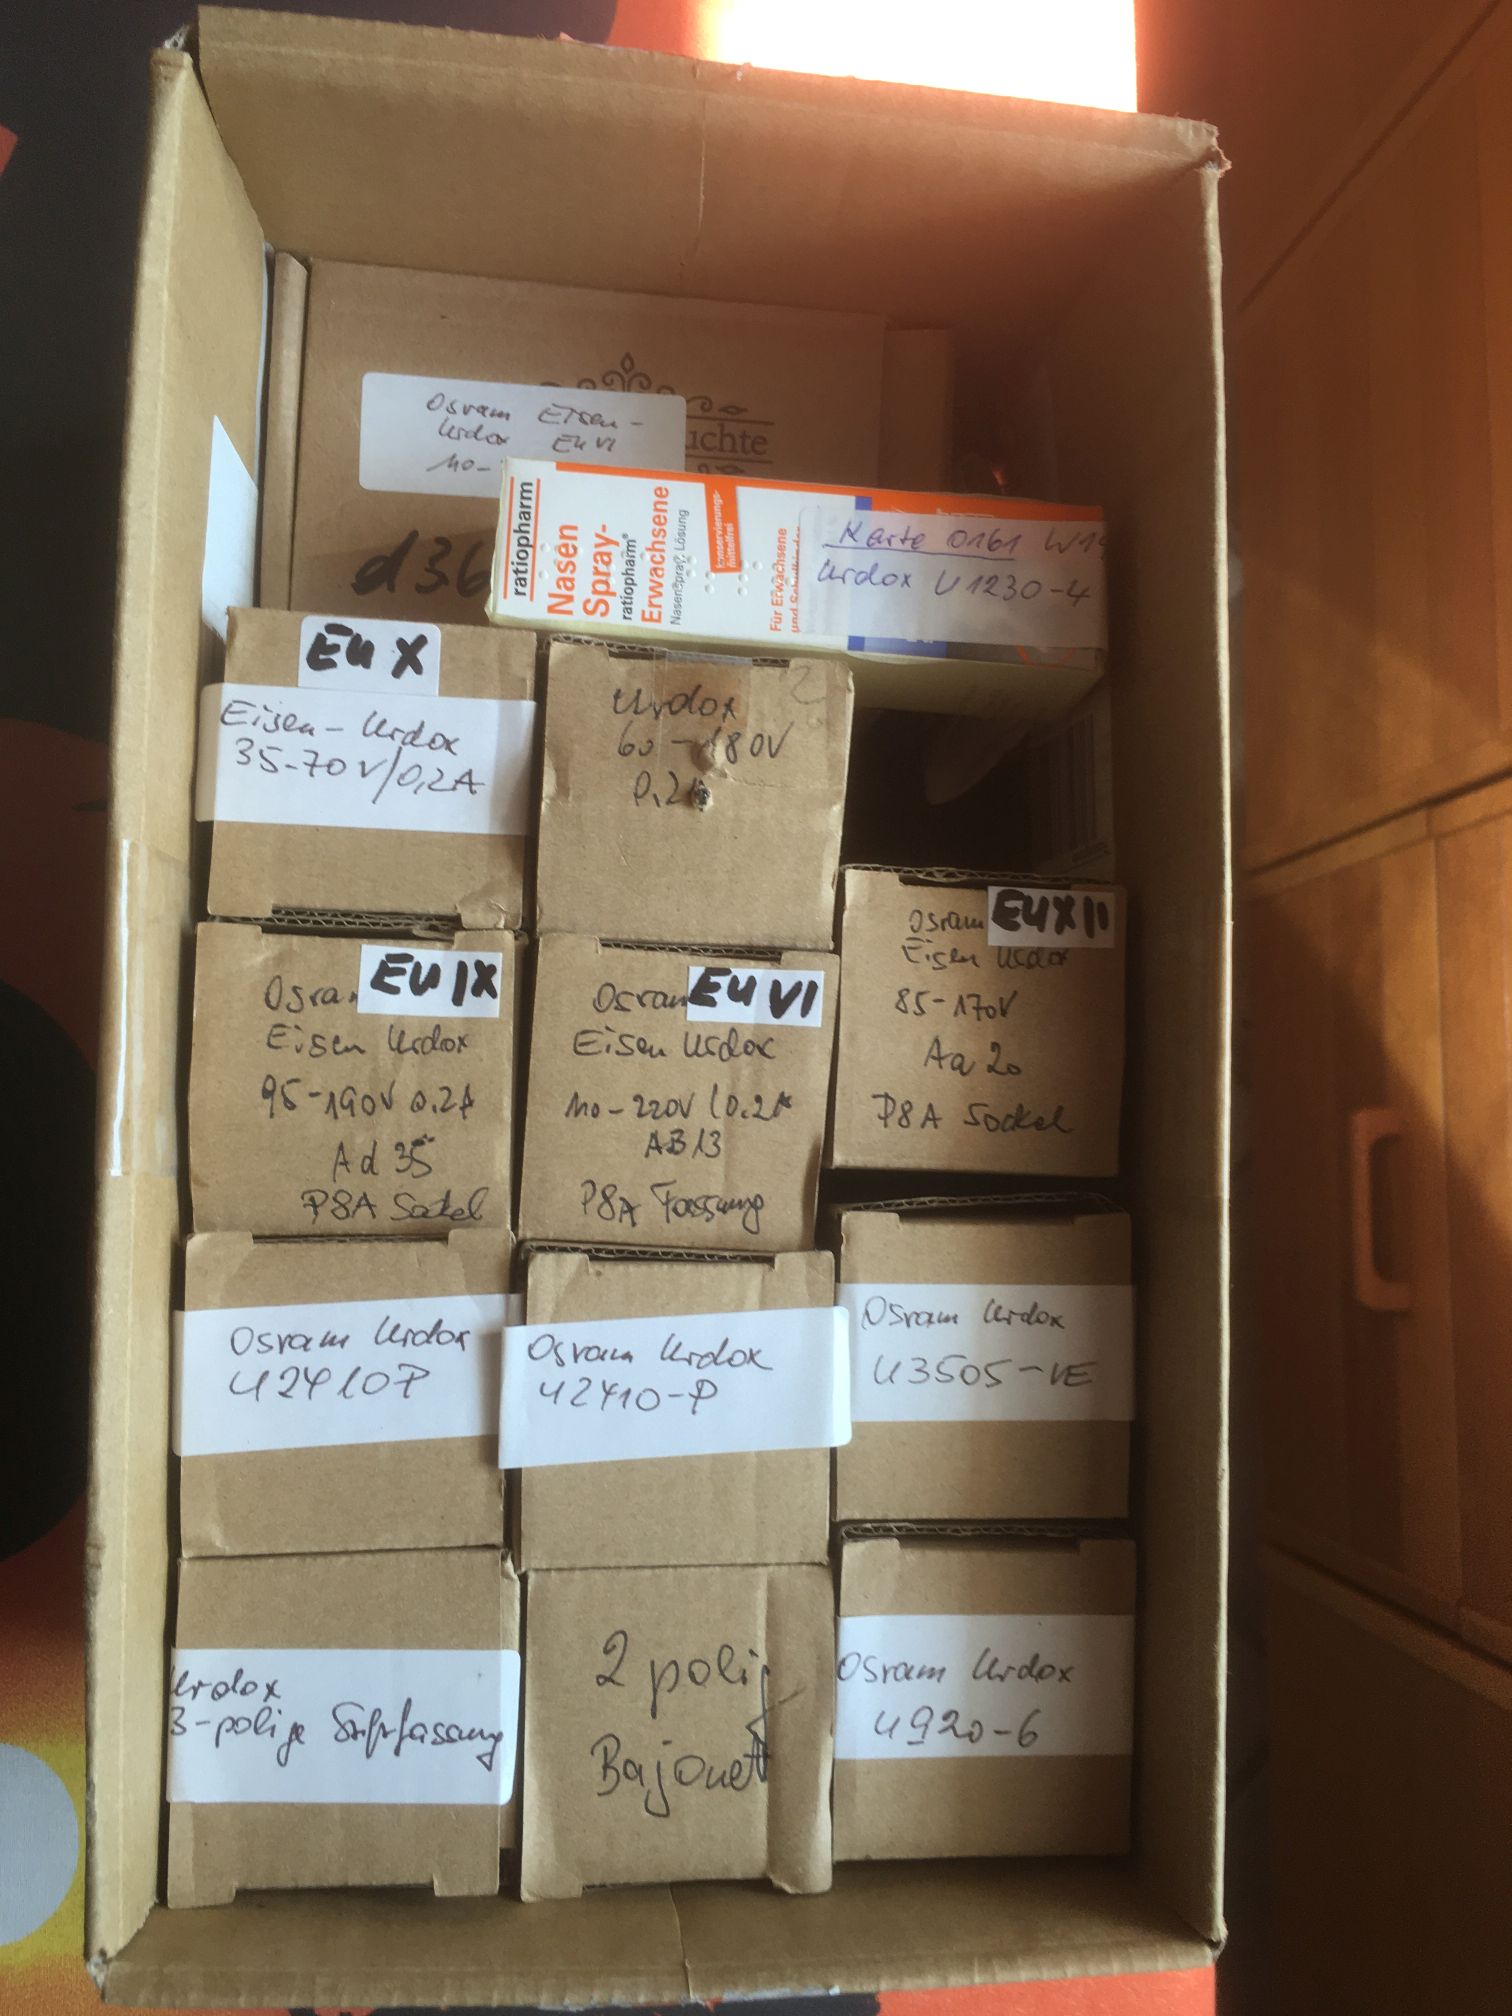 Osram Eisen-
Urdox EU VI
110-
uchte
d36
ratiopharm
Nasen
Spray-
ratiopharm®
Erwachsene
Nasenspray, Lösung
konservierungs-
mittelfrei
Für Erwachsene
Karte 0161
Urdox U1230-4
EU X
Eisen-Urdox
35-70V/0,2A
Urdox
60-180V
EU IX
Eisen Urdox
95-190V 0.2A
Ad 35
P8A Sockel
Osram EU VI
Eisen Urdox
110-220V/0.2A
AB13
P8A Fassung
Osram EU XII
Eisen Urdox
85-170V
Aa 20
P8A Sockel
Osram Urdox
U2410P
Osram Urdox
U2410-P
Osram Urdox
U3505-VE
Urdox
3-polige
2 polig
Bajonett
Osram Urdox
U920-6